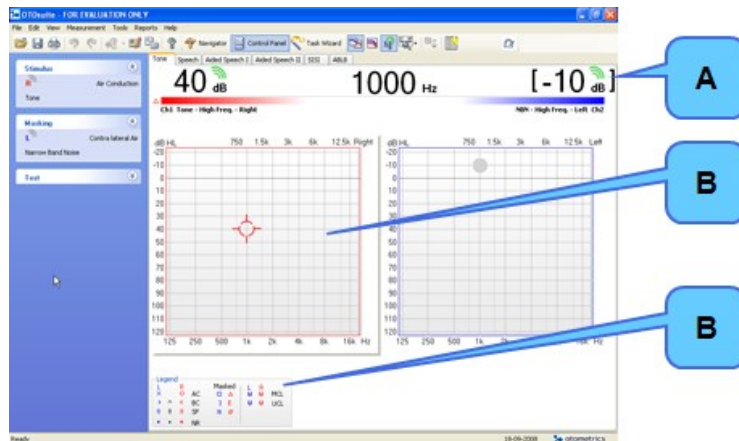 OTOsuite - FOR EVALUATION ONLY
File Edit View Measurement Tools Reports Help
Navigator Control Panel Task Wizard
Tone Speech Aided Speech I Aided Speech II SISI ABLB
Stimulus
R Air Conduction
Tone
Masking
L Contra lateral Air
Narrow Band Noise
Test
40 dB 1000 Hz [-10 dB]
Ch1 Tone - High Freq. - Right NBN - High Freq. - Left Ch2
dB HL 750 1.5k 3k 6k 12.5k Right
-20
-10
0
10
20
30
40
50
60
70
80
90
100
110
120
125 250 500 1k 2k 4k 8k 16k Hz
dB HL 750 1.5k 3k 6k 12.5k Left
-20
-10
0
10
20
30
40
50
60
70
80
90
100
110
120
125 250 500 1k 16k Hz
Legend
L R Masked L R
X O AC M M MCL
BC UCL
SF
NR
Ready 18-09-2008 otometrics
A
B
B